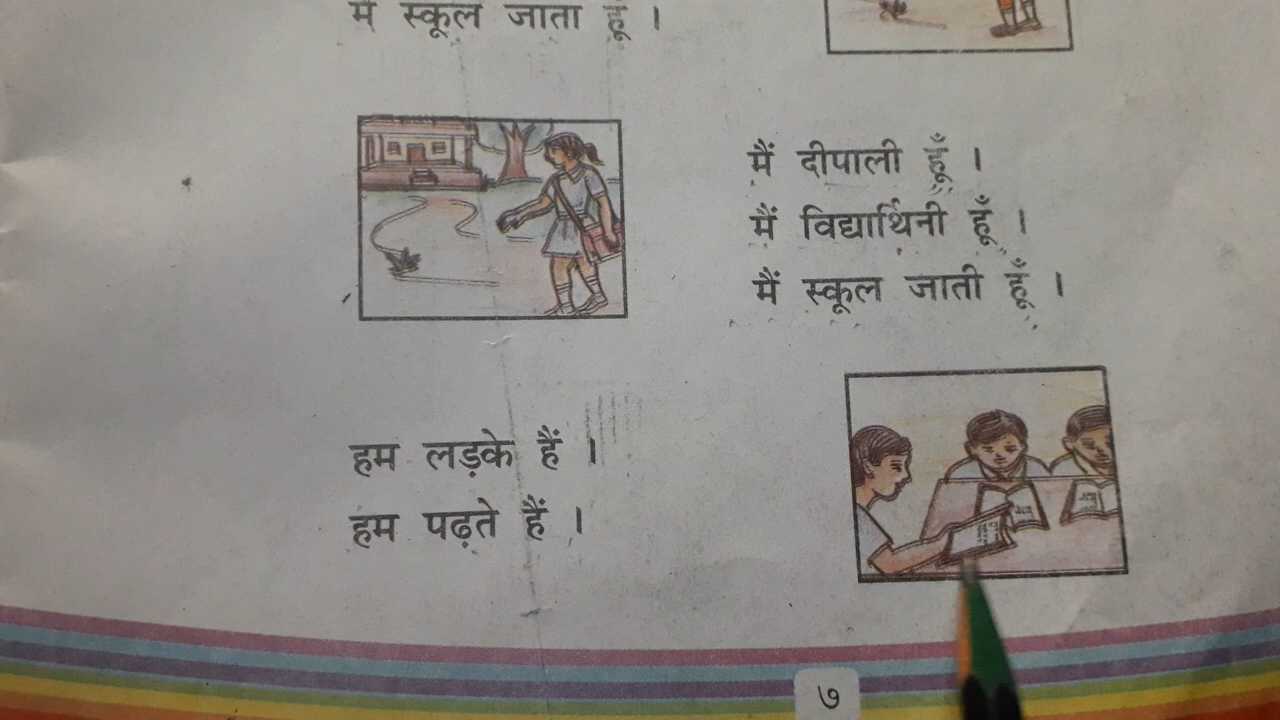 मैं स्कूल जाता हूँ ।
मैं दीपाली हूँ ।
मैं विद्यार्थिनी हूँ ।
मैं स्कूल जाती हूँ ।
हम लड़के हैं ।
हम पढ़ते हैं ।
७